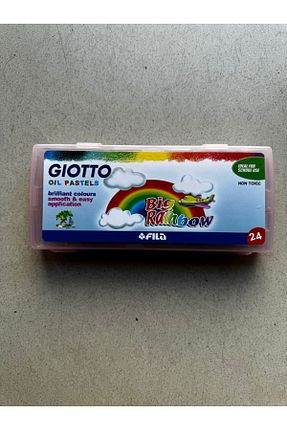 GIOTTO
OIL PASTELS
brilliant colours
smooth & easy
application
IDEAL FOR
SCHOOL USE
NON TOXIC
Big
Rainbow
FILA
24